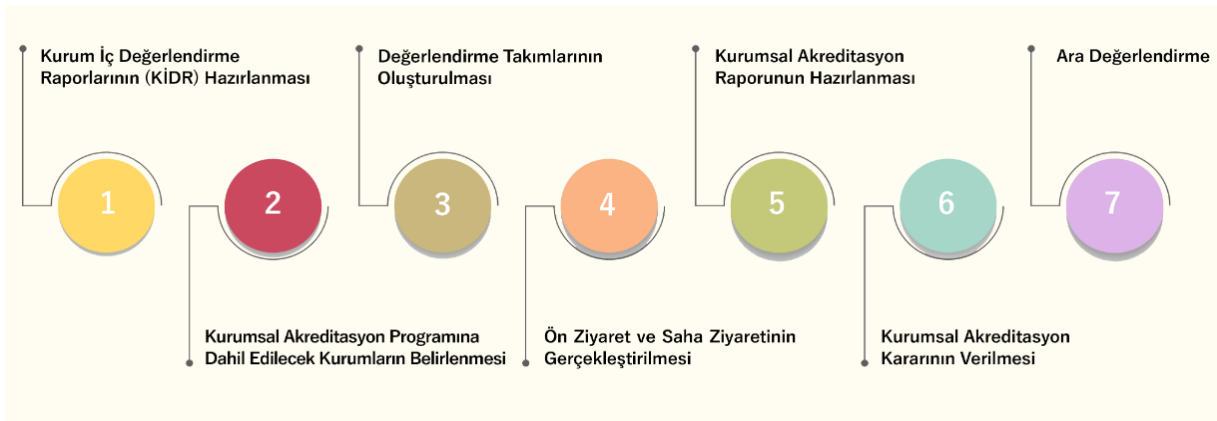 Kurum İç Değerlendirme
Raporlarının (KİDR) Hazırlanması
1
Kurumsal Akreditasyon Programına
Dahil Edilecek Kurumların Belirlenmesi
2
Değerlendirme Takımlarının
Oluşturulması
3
Ön Ziyaret ve Saha Ziyaretinin
Gerçekleştirilmesi
4
Kurumsal Akreditasyon
Raporunun Hazırlanması
5
Kurumsal Akreditasyon
Kararının Verilmesi
6
Ara Değerlendirme
7